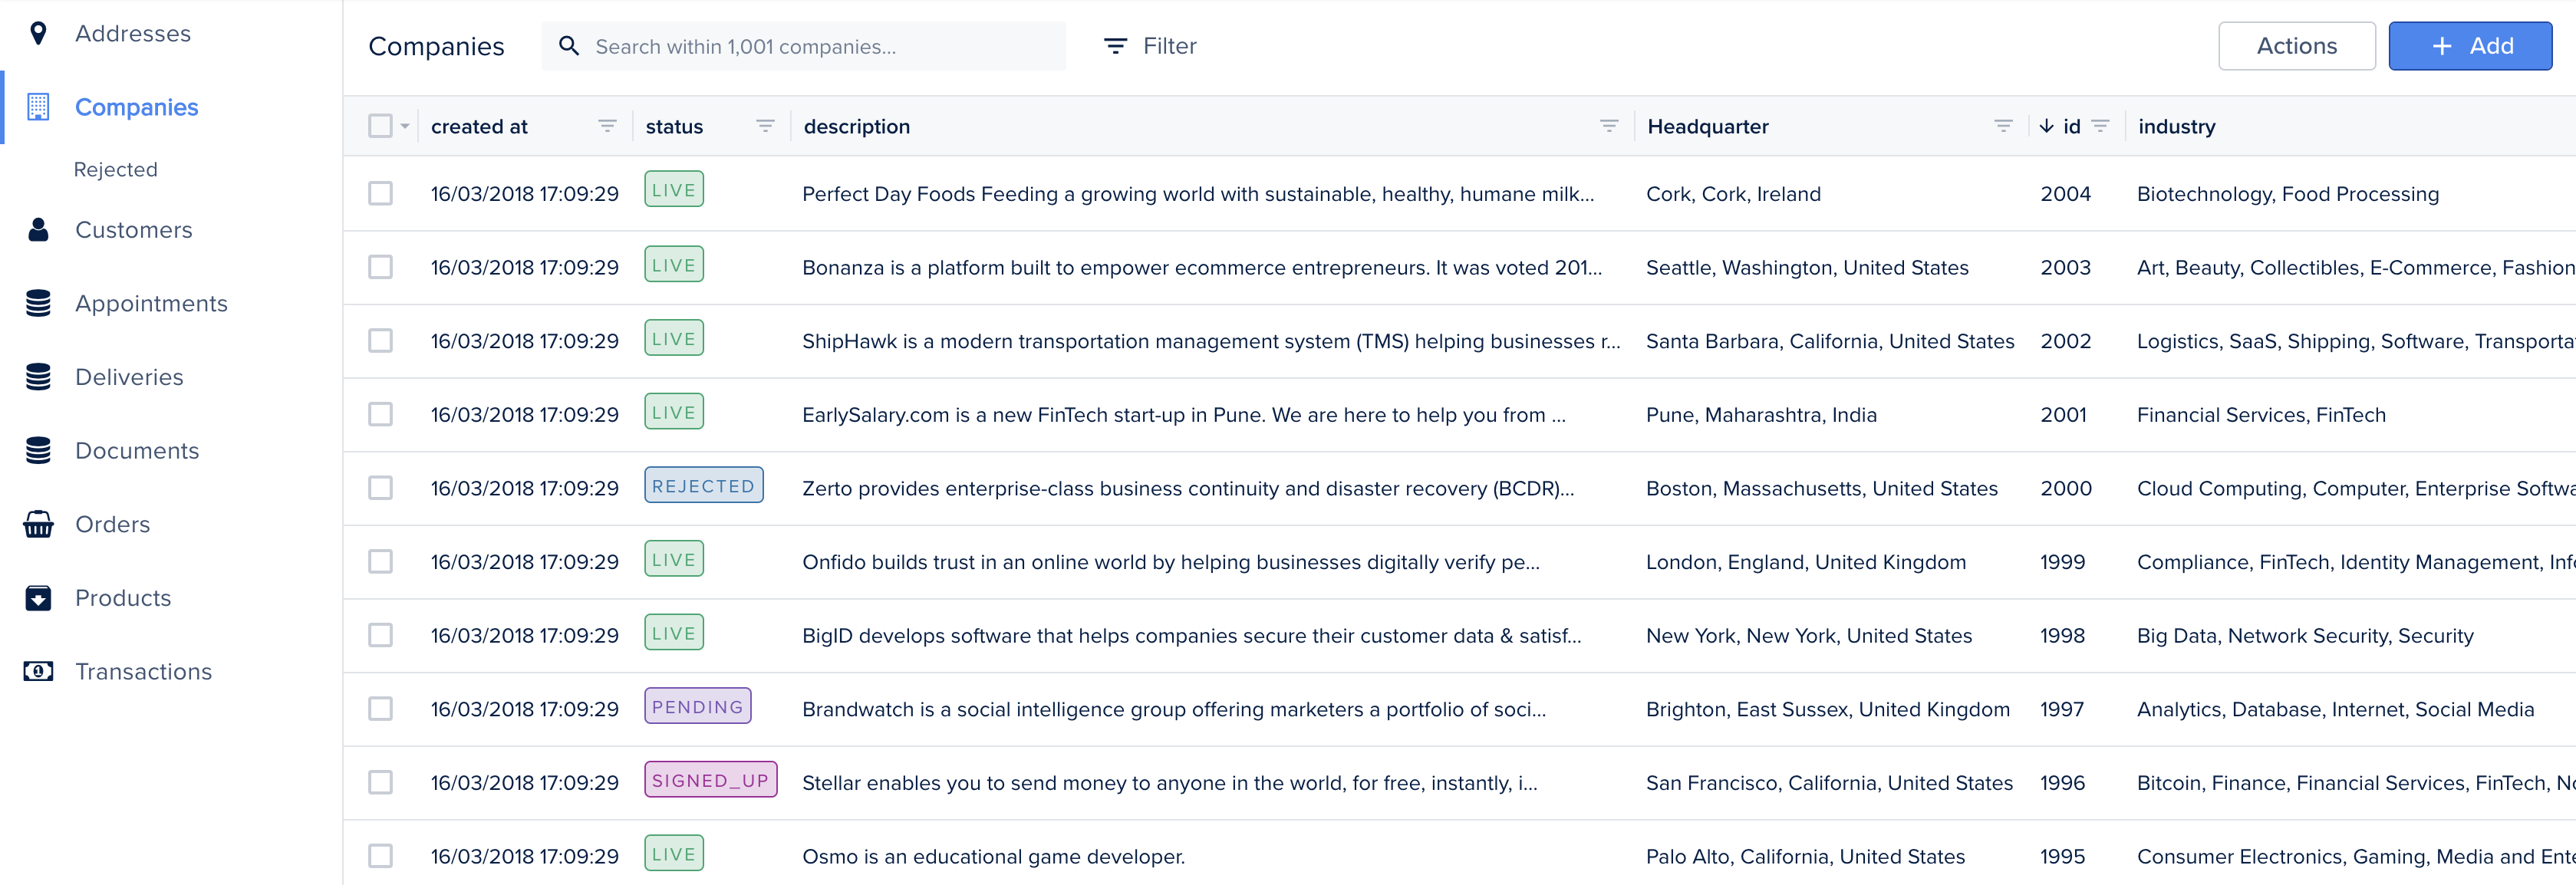 Addresses
Companies
Rejected
Customers
Appointments
Deliveries
Documents
Orders
Products
Transactions
Companies Search within 1,001 companies... Filter Actions + Add
created at status description Headquarter id industry
16/03/2018 17:09:29 LIVE Perfect Day Foods Feeding a growing world with sustainable, healthy, humane milk... Cork, Cork, Ireland 2004 Biotechnology, Food Processing
16/03/2018 17:09:29 LIVE Bonanza is a platform built to empower ecommerce entrepreneurs. It was voted 201... Seattle, Washington, United States 2003 Art, Beauty, Collectibles, E-Commerce, Fashion
16/03/2018 17:09:29 LIVE ShipHawk is a modern transportation management system (TMS) helping businesses r... Santa Barbara, California, United States 2002 Logistics, SaaS, Shipping, Software, Transporta
16/03/2018 17:09:29 LIVE EarlySalary.com is a new FinTech start-up in Pune. We are here to help you from ... Pune, Maharashtra, India 2001 Financial Services, FinTech
16/03/2018 17:09:29 REJECTED Zerto provides enterprise-class business continuity and disaster recovery (BCDR)... Boston, Massachusetts, United States 2000 Cloud Computing, Computer, Enterprise Softwa
16/03/2018 17:09:29 LIVE Onfido builds trust in an online world by helping businesses digitally verify pe... London, England, United Kingdom 1999 Compliance, FinTech, Identity Management, Inf
16/03/2018 17:09:29 LIVE BigID develops software that helps companies secure their customer data & satisf... New York, New York, United States 1998 Big Data, Network Security, Security
16/03/2018 17:09:29 PENDING Brandwatch is a social intelligence group offering marketers a portfolio of soci... Brighton, East Sussex, United Kingdom 1997 Analytics, Database, Internet, Social Media
16/03/2018 17:09:29 SIGNED_UP Stellar enables you to send money to anyone in the world, for free, instantly, i... San Francisco, California, United States 1996 Bitcoin, Finance, Financial Services, FinTech, N
16/03/2018 17:09:29 LIVE Osmo is an educational game developer. Palo Alto, California, United States 1995 Consumer Electronics, Gaming, Media and Ent